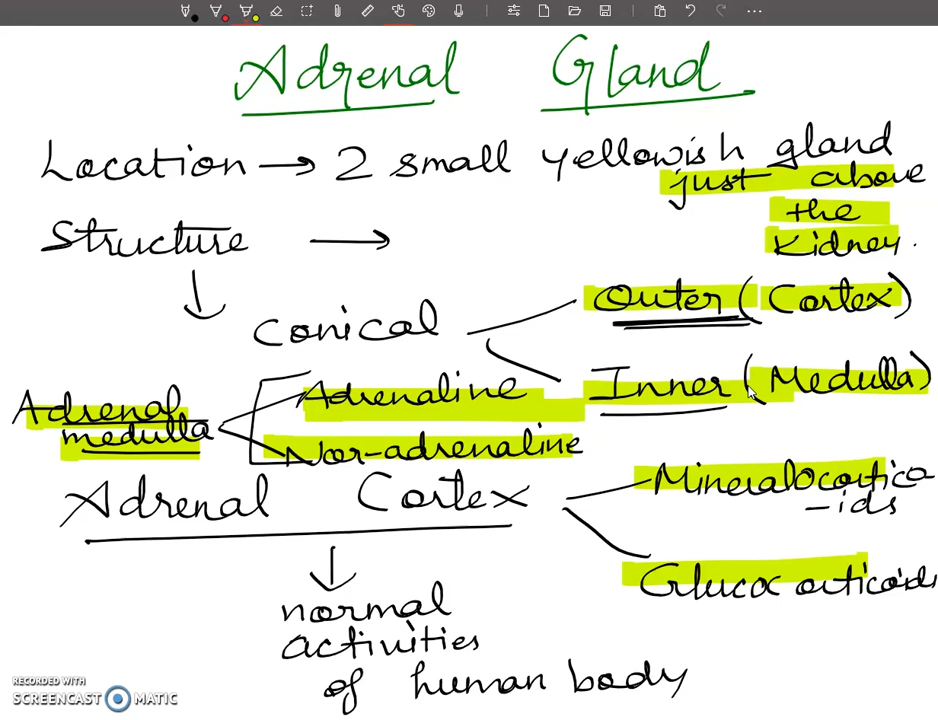 Adrenal Gland
Location → 2 small yellowish gland
just above
the
Kidney.
Structure →
↓
Conical
Outer (Cortex)
Inner (Medulla)
Adrenal
medulla
Adrenaline
Nor-adrenaline
Adrenal Cortex
Mineralocortico
-ids
Glucocorticoids
↓
normal
activities
of human body
RECORDED WITH
SCREENCAST MATIC